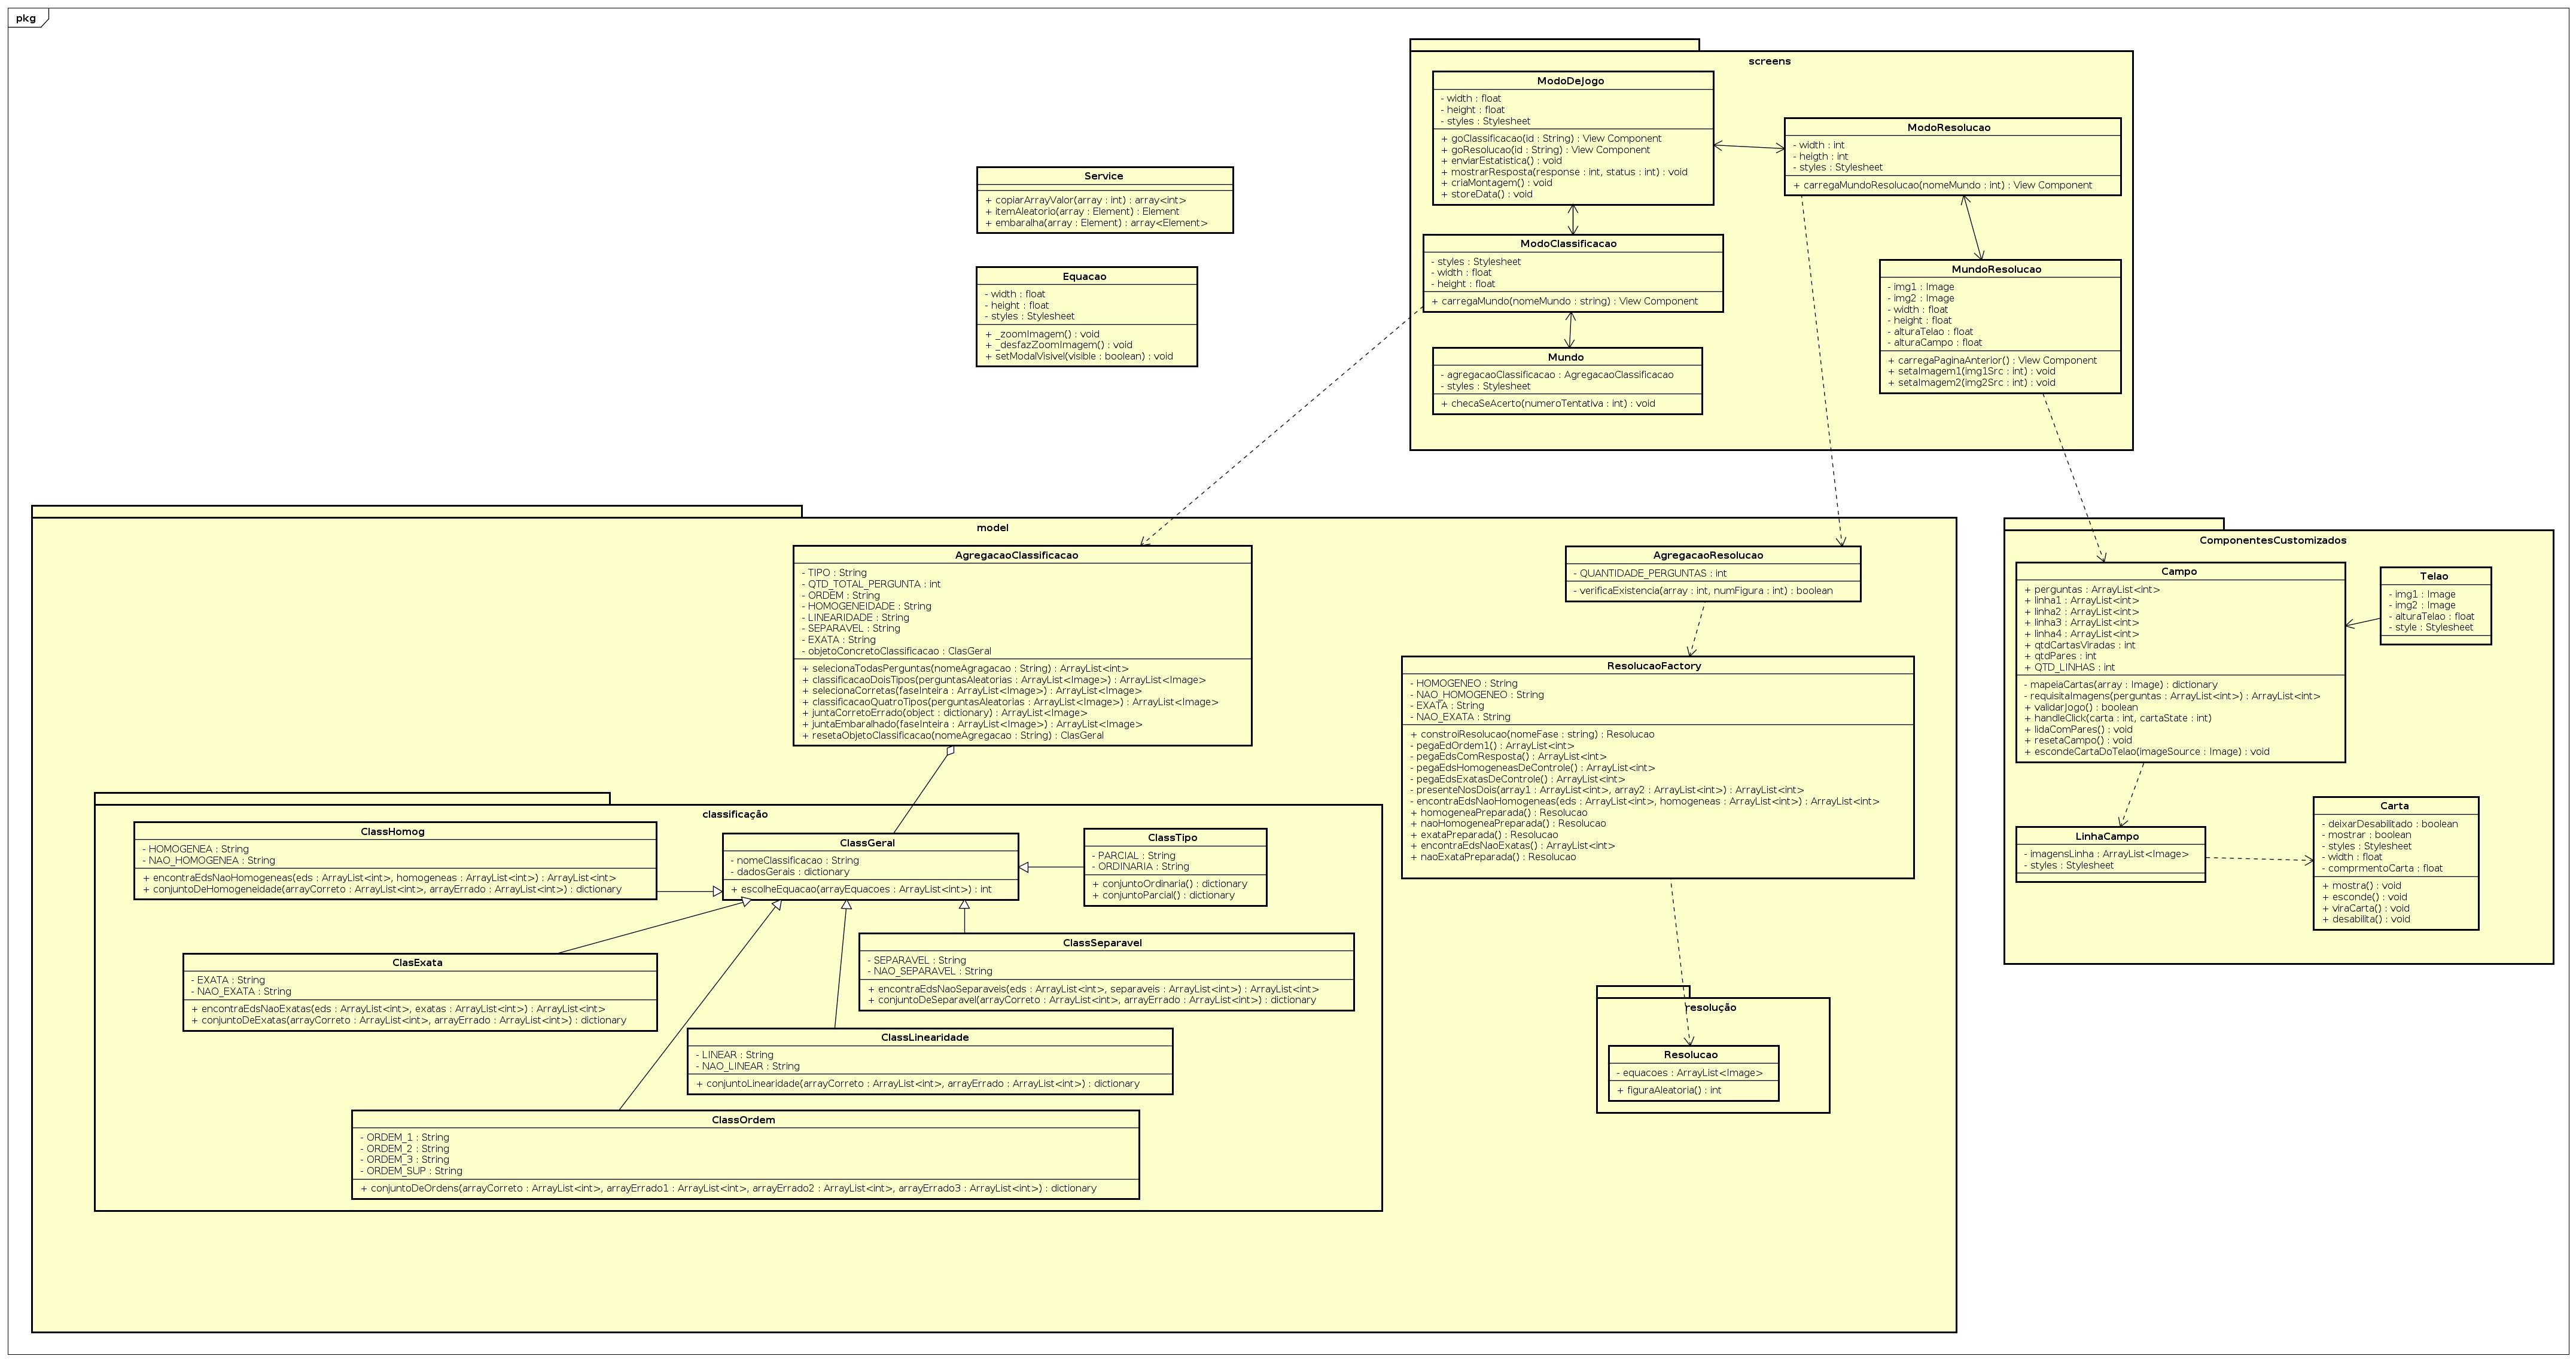 pkg
screens
ModoDeJogo
- width : float
- height : float
- styles : Stylesheet
+ goClassificacao(id : String) : View Component
+ goResolucao(id : String) : View Component
+ enviarEstatistica() : void
+ mostrarResposta(response : int, status : int) : void
+ criaMontagem() : void
+ storeData() : void
ModoResolucao
- width : int
- heigth : int
- styles : Stylesheet
+ carregaMundoResolucao(nomeMundo : int) : View Component
ModoClassificacao
- styles : Stylesheet
- width : float
- height : float
+ carregaMundo(nomeMundo : string) : View Component
MundoResolucao
- img1 : Image
- img2 : Image
- width : float
- height : float
- alturaTelao : float
- alturaCampo : float
+ carregaPaginaAnterior() : View Component
+ setaImagem1(img1Src : int) : void
+ setaImagem2(img2Src : int) : void
Mundo
- agregacaoClassificacao : AgregacaoClassificacao
- styles : Stylesheet
+ checaSeAcerto(numeroTentativa : int) : void
Service
+ copiarArrayValor(array : int) : array<int>
+ itemAleatorio(array : Element) : Element
+ embaralha(array : Element) : array<Element>
Equacao
- width : float
- height : float
- styles : Stylesheet
+ _zoomImagem() : void
+ _desfazZoomImagem() : void
+ setModalVisivel(visible : boolean) : void
model
AgregacaoClassificacao
- TIPO : String
- QTD_TOTAL_PERGUNTA : int
- ORDEM : String
- HOMOGENEIDADE : String
- LINEARIDADE : String
- SEPARAVEL : String
- EXATA : String
- objetoConcretoClassificacao : ClasGeral
+ selecionaTodasPerguntas(nomeAgragacao : String) : ArrayList<int>
+ classificacaoDoisTipos(perguntasAleatorias : ArrayList<Image>) : ArrayList<Image>
+ selecionaCorretas(faseInteira : ArrayList<Image>) : ArrayList<Image>
+ classificacaoQuatroTipos(perguntasAleatorias : ArrayList<Image>) : ArrayList<Image>
+ juntaCorretoErrado(object : dictionary) : ArrayList<Image>
+ juntaEmbaralhado(faseInteira : ArrayList<Image>) : ArrayList<Image>
+ resetaObjetoClassificacao(nomeAgregacao : String) : ClasGeral
AgregacaoResolucao
- QUANTIDADE_PERGUNTAS : int
- verificaExistencia(array : int, numFigura : int) : boolean
ResolucaoFactory
- HOMOGENEO : String
- NAO_HOMOGENEO : String
- EXATA : String
- NAO_EXATA : String
+ constroiResolucao(nomeFase : string) : Resolucao
- pegaEdOrdem1() : ArrayList<int>
- pegaEdsComResposta() : ArrayList<int>
- pegaEdsHomogeneasDeControle() : ArrayList<int>
- pegaEdsExatasDeControle() : ArrayList<int>
- presenteNosDois(array1 : ArrayList<int>, array2 : ArrayList<int>) : ArrayList<int>
- encontraEdsNaoHomogeneas(eds : ArrayList<int>, homogeneas : ArrayList<int>) : ArrayList<int>
+ homogeneaPreparada() : Resolucao
+ naoHomogeneaPreparada() : Resolucao
+ exataPreparada() : Resolucao
+ encontraEdsNaoExatas() : ArrayList<int>
+ naoExataPreparada() : Resolucao
classificação
ClassHomog
- HOMOGENEA : String
- NAO_HOMOGENEA : String
+ encontraEdsNaoHomogeneas(eds : ArrayList<int>, homogeneas : ArrayList<int>) : ArrayList<int>
+ conjuntoDeHomogeneidade(arrayCorreto : ArrayList<int>, arrayErrado : ArrayList<int>) : dictionary
ClassGeral
- nomeClassificacao : String
- dadosGerais : dictionary
+ escolheEquacao(arrayEquacoes : ArrayList<int>) : int
ClassTipo
- PARCIAL : String
- ORDINARIA : String
+ conjuntoOrdinaria() : dictionary
+ conjuntoParcial() : dictionary
ClassSeparavel
- SEPARAVEL : String
- NAO_SEPARAVEL : String
+ encontraEdsNaoSeparaveis(eds : ArrayList<int>, separaveis : ArrayList<int>) : ArrayList<int>
+ conjuntoDeSeparavel(arrayCorreto : ArrayList<int>, arrayErrado : ArrayList<int>) : dictionary
ClasExata
- EXATA : String
- NAO_EXATA : String
+ encontraEdsNaoExatas(eds : ArrayList<int>, exatas : ArrayList<int>) : ArrayList<int>
+ conjuntoDeExatas(arrayCorreto : ArrayList<int>, arrayErrado : ArrayList<int>) : dictionary
ClassLinearidade
- LINEAR : String
- NAO_LINEAR : String
+ conjuntoLinearidade(arrayCorreto : ArrayList<int>, arrayErrado : ArrayList<int>) : dictionary
ClassOrdem
- ORDEM_1 : String
- ORDEM_2 : String
- ORDEM_3 : String
- ORDEM_SUP : String
+ conjuntoDeOrdens(arrayCorreto : ArrayList<int>, arrayErrado1 : ArrayList<int>, arrayErrado2 : ArrayList<int>, arrayErrado3 : ArrayList<int>) : dictionary
resolução
Resolucao
- equacoes : ArrayList<Image>
+ figuraAleatoria() : int
ComponentesCustomizados
Campo
+ perguntas : ArrayList<int>
+ linha1 : ArrayList<int>
+ linha2 : ArrayList<int>
+ linha3 : ArrayList<int>
+ linha4 : ArrayList<int>
+ qtdCartasViradas : int
+ qtdPares : int
+ QTD_LINHAS : int
- mapeiaCartas(array : Image) : dictionary
- requisitaImagens(perguntas : ArrayList<int>) : ArrayList<int>
+ validarJogo() : boolean
+ handleClick(carta : int, cartaState : int)
+ lidaComPares() : void
+ resetaCampo() : void
+ escondeCartaDoTelao(imageSource : Image) : void
Telao
- img1 : Image
- img2 : Image
- alturaTelao : float
- style : Stylesheet
LinhaCampo
- imagensLinha : ArrayList<Image>
- styles : Stylesheet
Carta
- deixarDesabilitado : boolean
- mostrar : boolean
- styles : Stylesheet
- width : float
- comprmentoCarta : float
+ mostra() : void
+ esconde() : void
+ viraCarta() : void
+ desabilita() : void